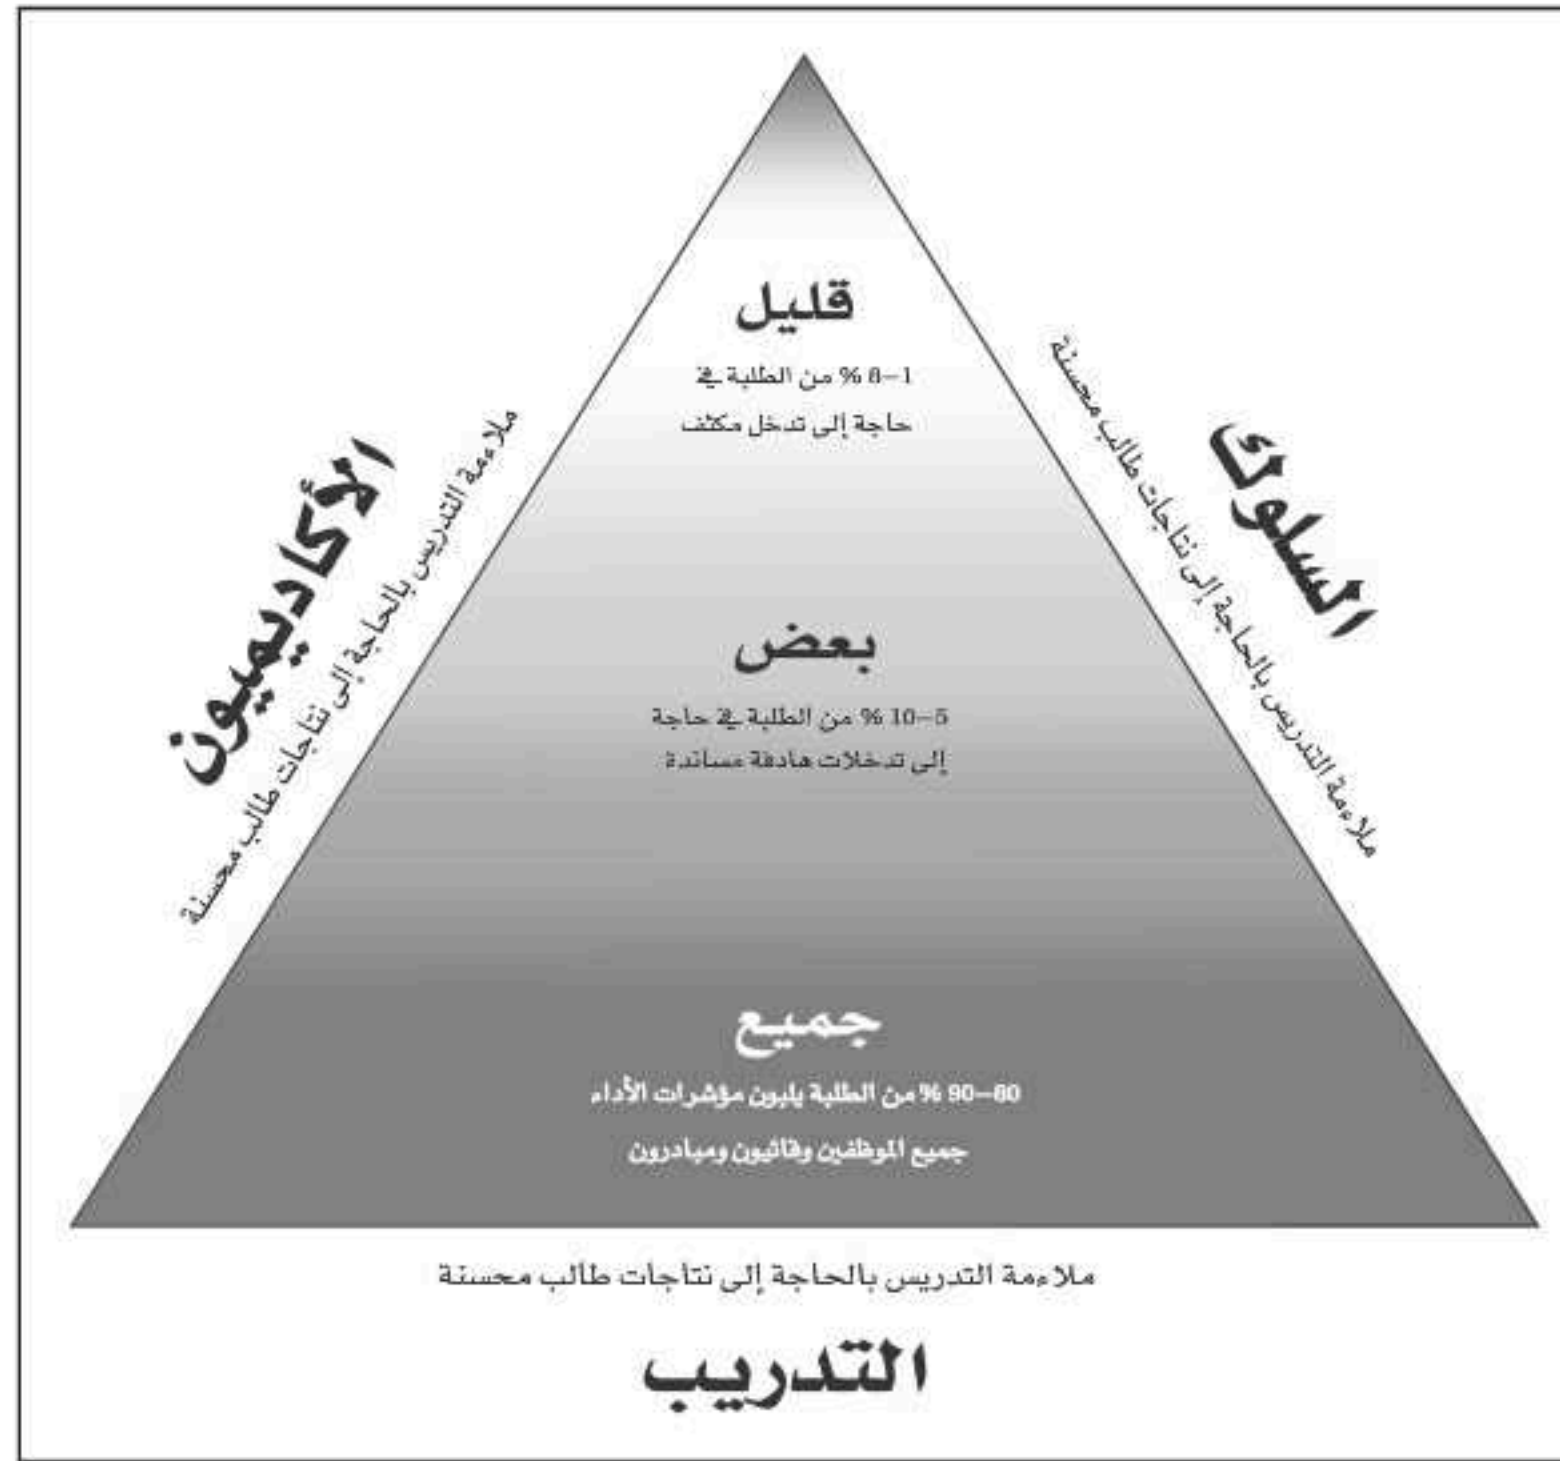 قليل
1–8 % من الطلبة في
حاجة إلى تدخل مكثف
بعض
5–10 % من الطلبة في حاجة
إلى تدخلات هادفة مساندة
جميع
80–90 % من الطلبة يلبون مؤشرات الأداء
جميع الموظفين وقائيون ومبادرون
السلوك
ملاءمة التدريس بالحاجة إلى نتاجات طالب محسنة
الأكاديميون
ملاءمة التدريس بالحاجة إلى نتاجات طالب محسنة
ملاءمة التدريس بالحاجة إلى نتاجات طالب محسنة
التدريب